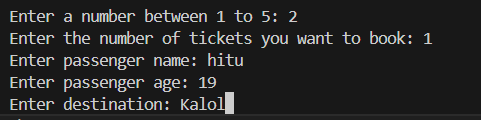 Enter a number between 1 to 5: 2
Enter the number of tickets you want to book: 1
Enter passenger name: hitu
Enter passenger age: 19
Enter destination: Kalol